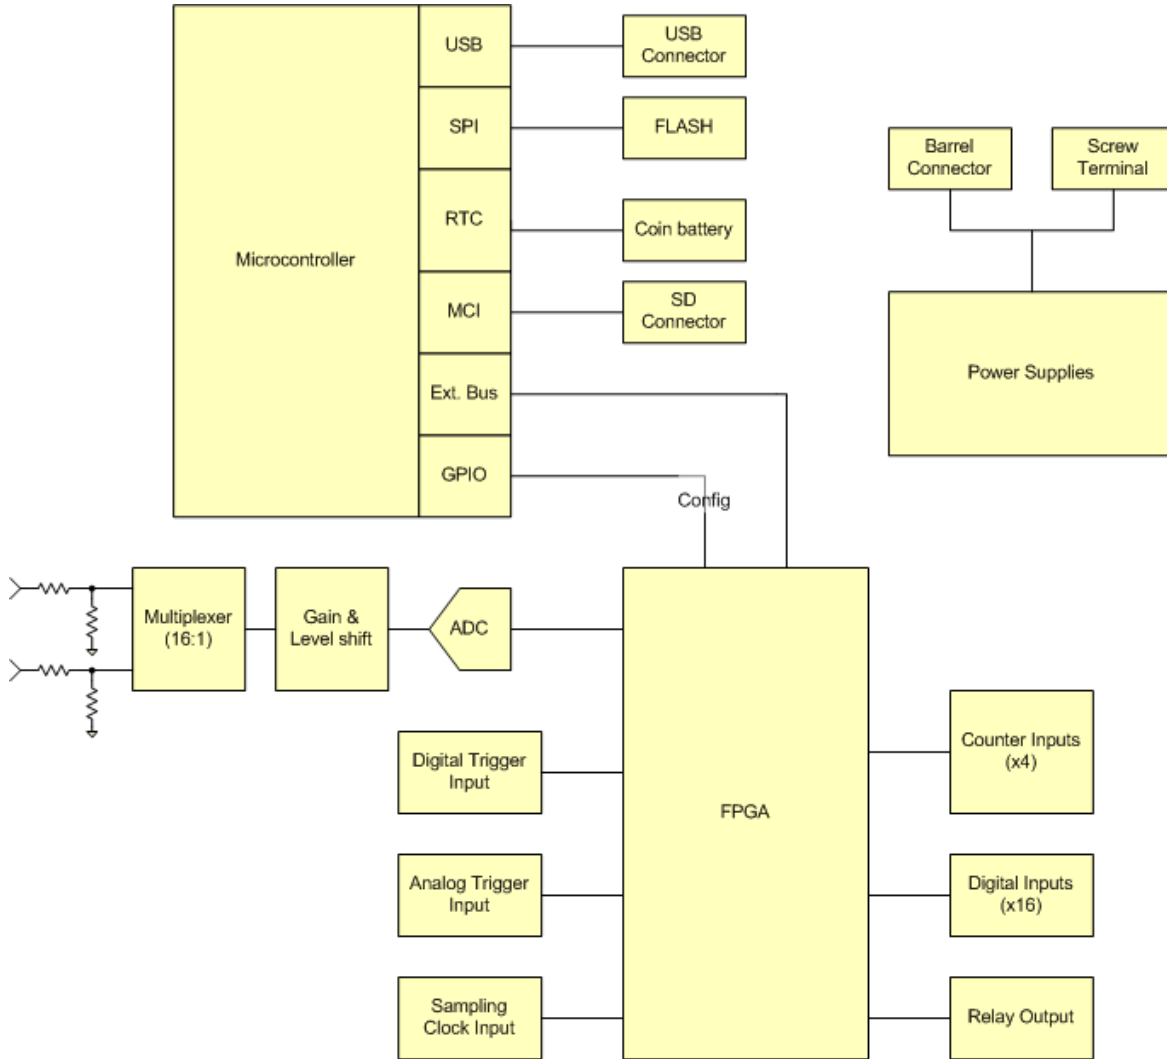 USB
USB
Connector
SPI
FLASH
Barrel
Connector
Screw
Terminal
RTC
Coin battery
Microcontroller
MCI
SD
Connector
Power Supplies
Ext. Bus
GPIO
Config
Multiplexer
(16:1)
Gain &
Level shift
ADC
Digital Trigger
Input
FPGA
Counter Inputs
(x4)
Analog Trigger
Input
Digital Inputs
(x16)
Sampling
Clock Input
Relay Output